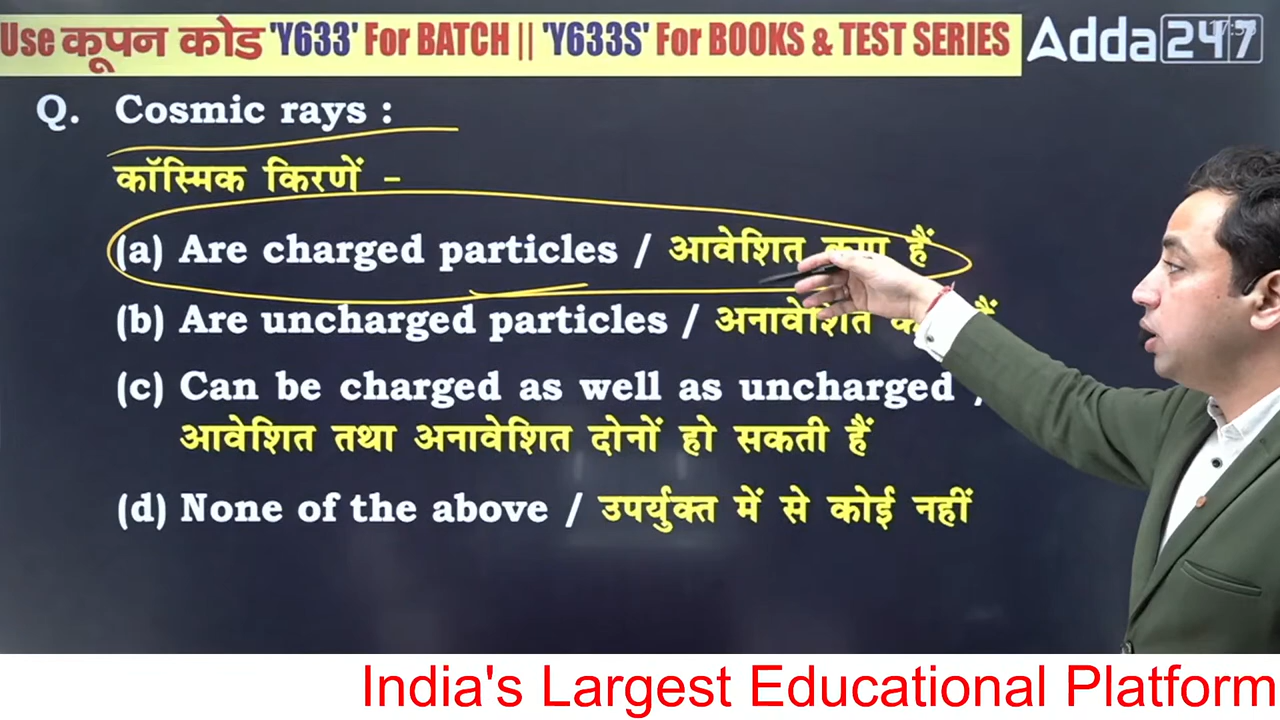 Use कूपन कोड 'Y633' For BATCH || 'Y633S' For BOOKS & TEST SERIES
Adda 247
Q. Cosmic rays :
कॉस्मिक किरणें -
(a) Are charged particles / आवेशित हैं
(b) Are uncharged particles / अनावेशित हैं
(c) Can be charged as well as uncharged /
आवेशित तथा अनावेशित दोनों हो सकती हैं
(d) None of the above / उपर्युक्त में से कोई नहीं
India's Largest Educational Platform